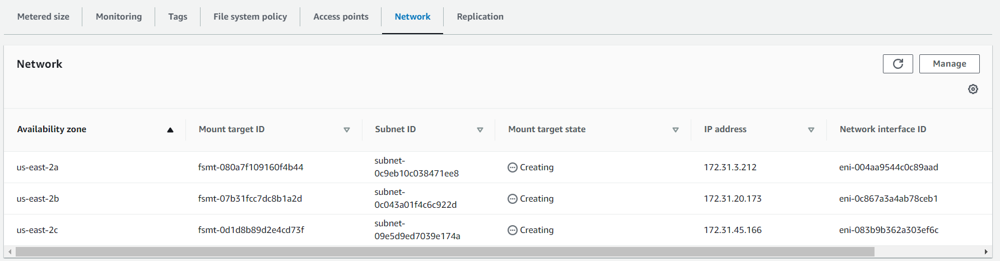 Metered size Monitoring Tags File system policy Access points Network Replication
Network Manage
Availability zone Mount target ID Subnet ID Mount target state IP address Network interface ID
us-east-2a fsmt-080a7f109160f4b44 subnet-0c9eb10c038471ee8 Creating 172.31.3.212 eni-004aa9544c0c89aad
us-east-2b fsmt-07b31fcc7dc8b1a2d subnet-0c043a01f4c6c922d Creating 172.31.20.173 eni-0c867a3a4ab78ceb1
us-east-2c fsmt-0d1d8b89d2e4cd73f subnet-09e5d9ed7039e174a Creating 172.31.45.166 eni-083b9b362a303ef6c